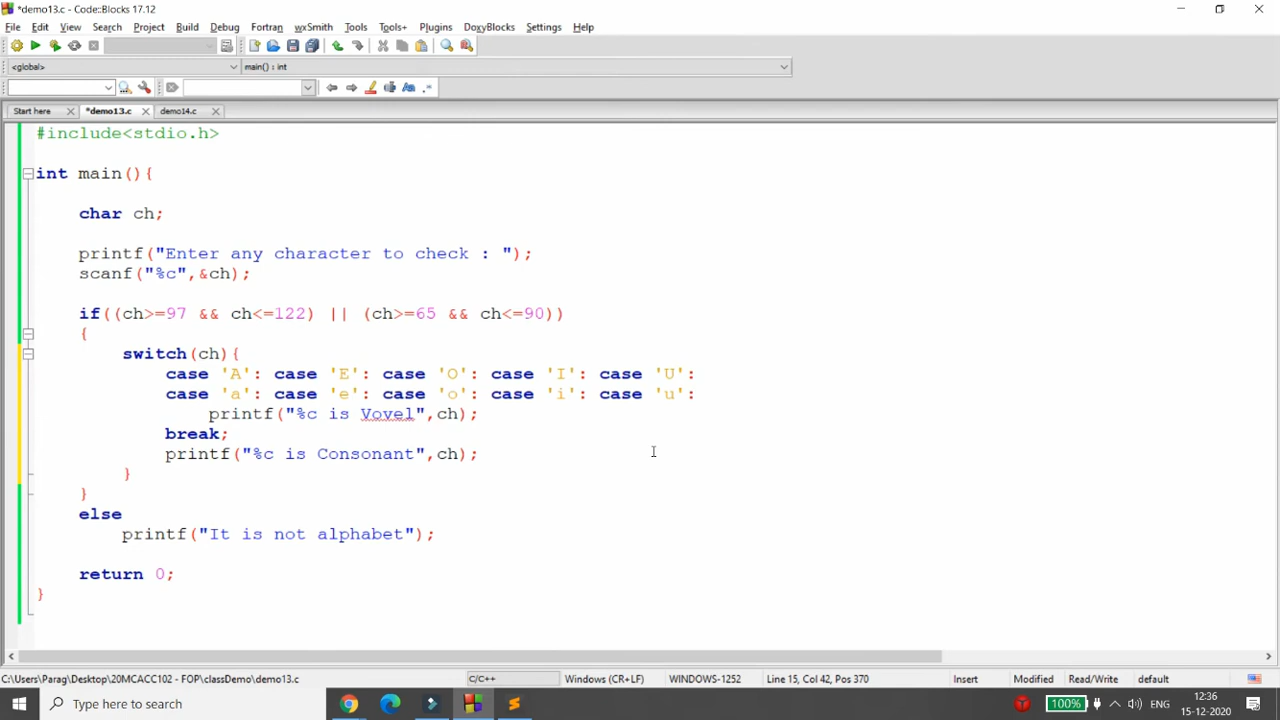 *demo13.c - Code::Blocks 17.12
File Edit View Search Project Build Debug Fortran wxSmith Tools Tools+ Plugins DoxyBlocks Settings Help
<global> main() : int
Start here *demo13.c demo14.c
#include<stdio.h>
int main(){
char ch;
printf("Enter any character to check : ");
scanf("%c",&ch);
if((ch>=97 && ch<=122) || (ch>=65 && ch<=90))
{
switch(ch){
case 'A': case 'E': case 'O': case 'I': case 'U':
case 'a': case 'e': case 'o': case 'i': case 'u':
printf("%c is Vovel",ch);
break;
printf("%c is Consonant",ch);
}
}
else
printf("It is not alphabet");
return 0;
}
C:\Users\Parag\Desktop\20MCACC102 - FOP\classDemo\demo13.c C/C++ Windows (CR+LF) WINDOWS-1252 Line 15, Col 42, Pos 370 Insert Modified Read/Write default
Type here to search 100% ENG 12:36
15-12-2020